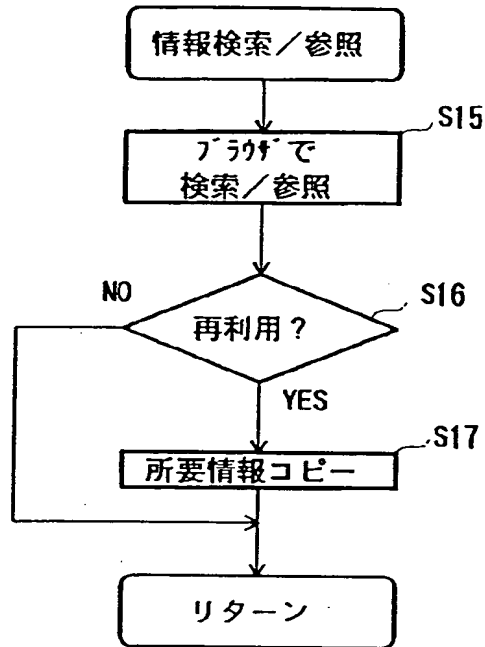 情報検索／参照
S15
ﾌﾞﾗｳｻﾞで
検索／参照
NO
S16
再利用？
YES
S17
所要情報コピー
リターン